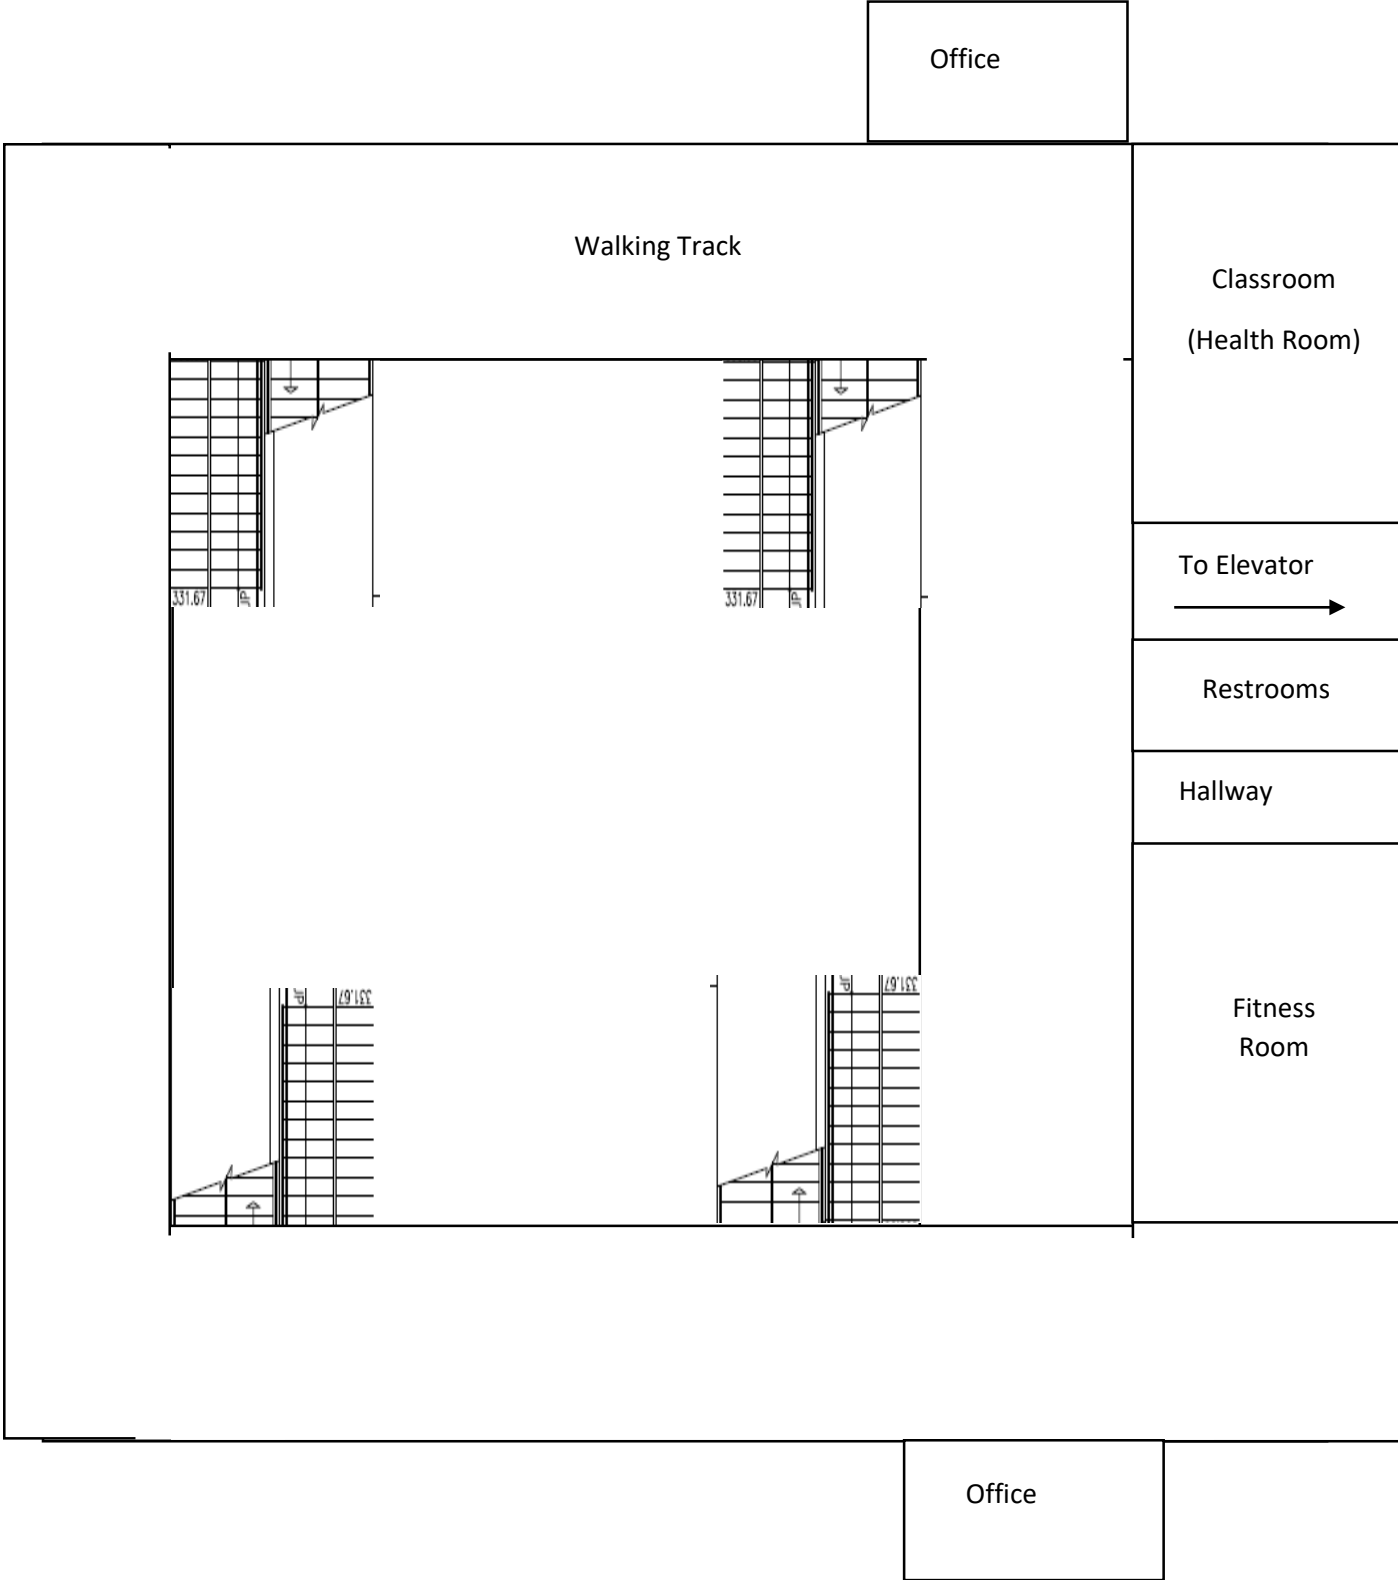 Office
Walking Track
Classroom
(Health Room)
To Elevator
331.67
331.67
Restrooms
Hallway
331.67
331.67
Fitness
Room
Office